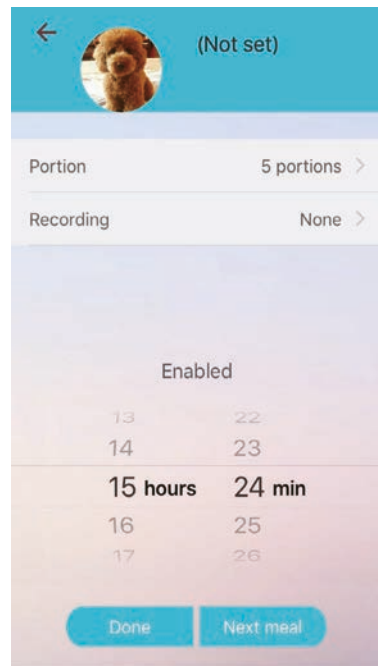 (Not set)
Portion 5 portions >
Recording None >
Enabled
13 22
14 23
15 hours 24 min
16 25
17 26
Done Next meal